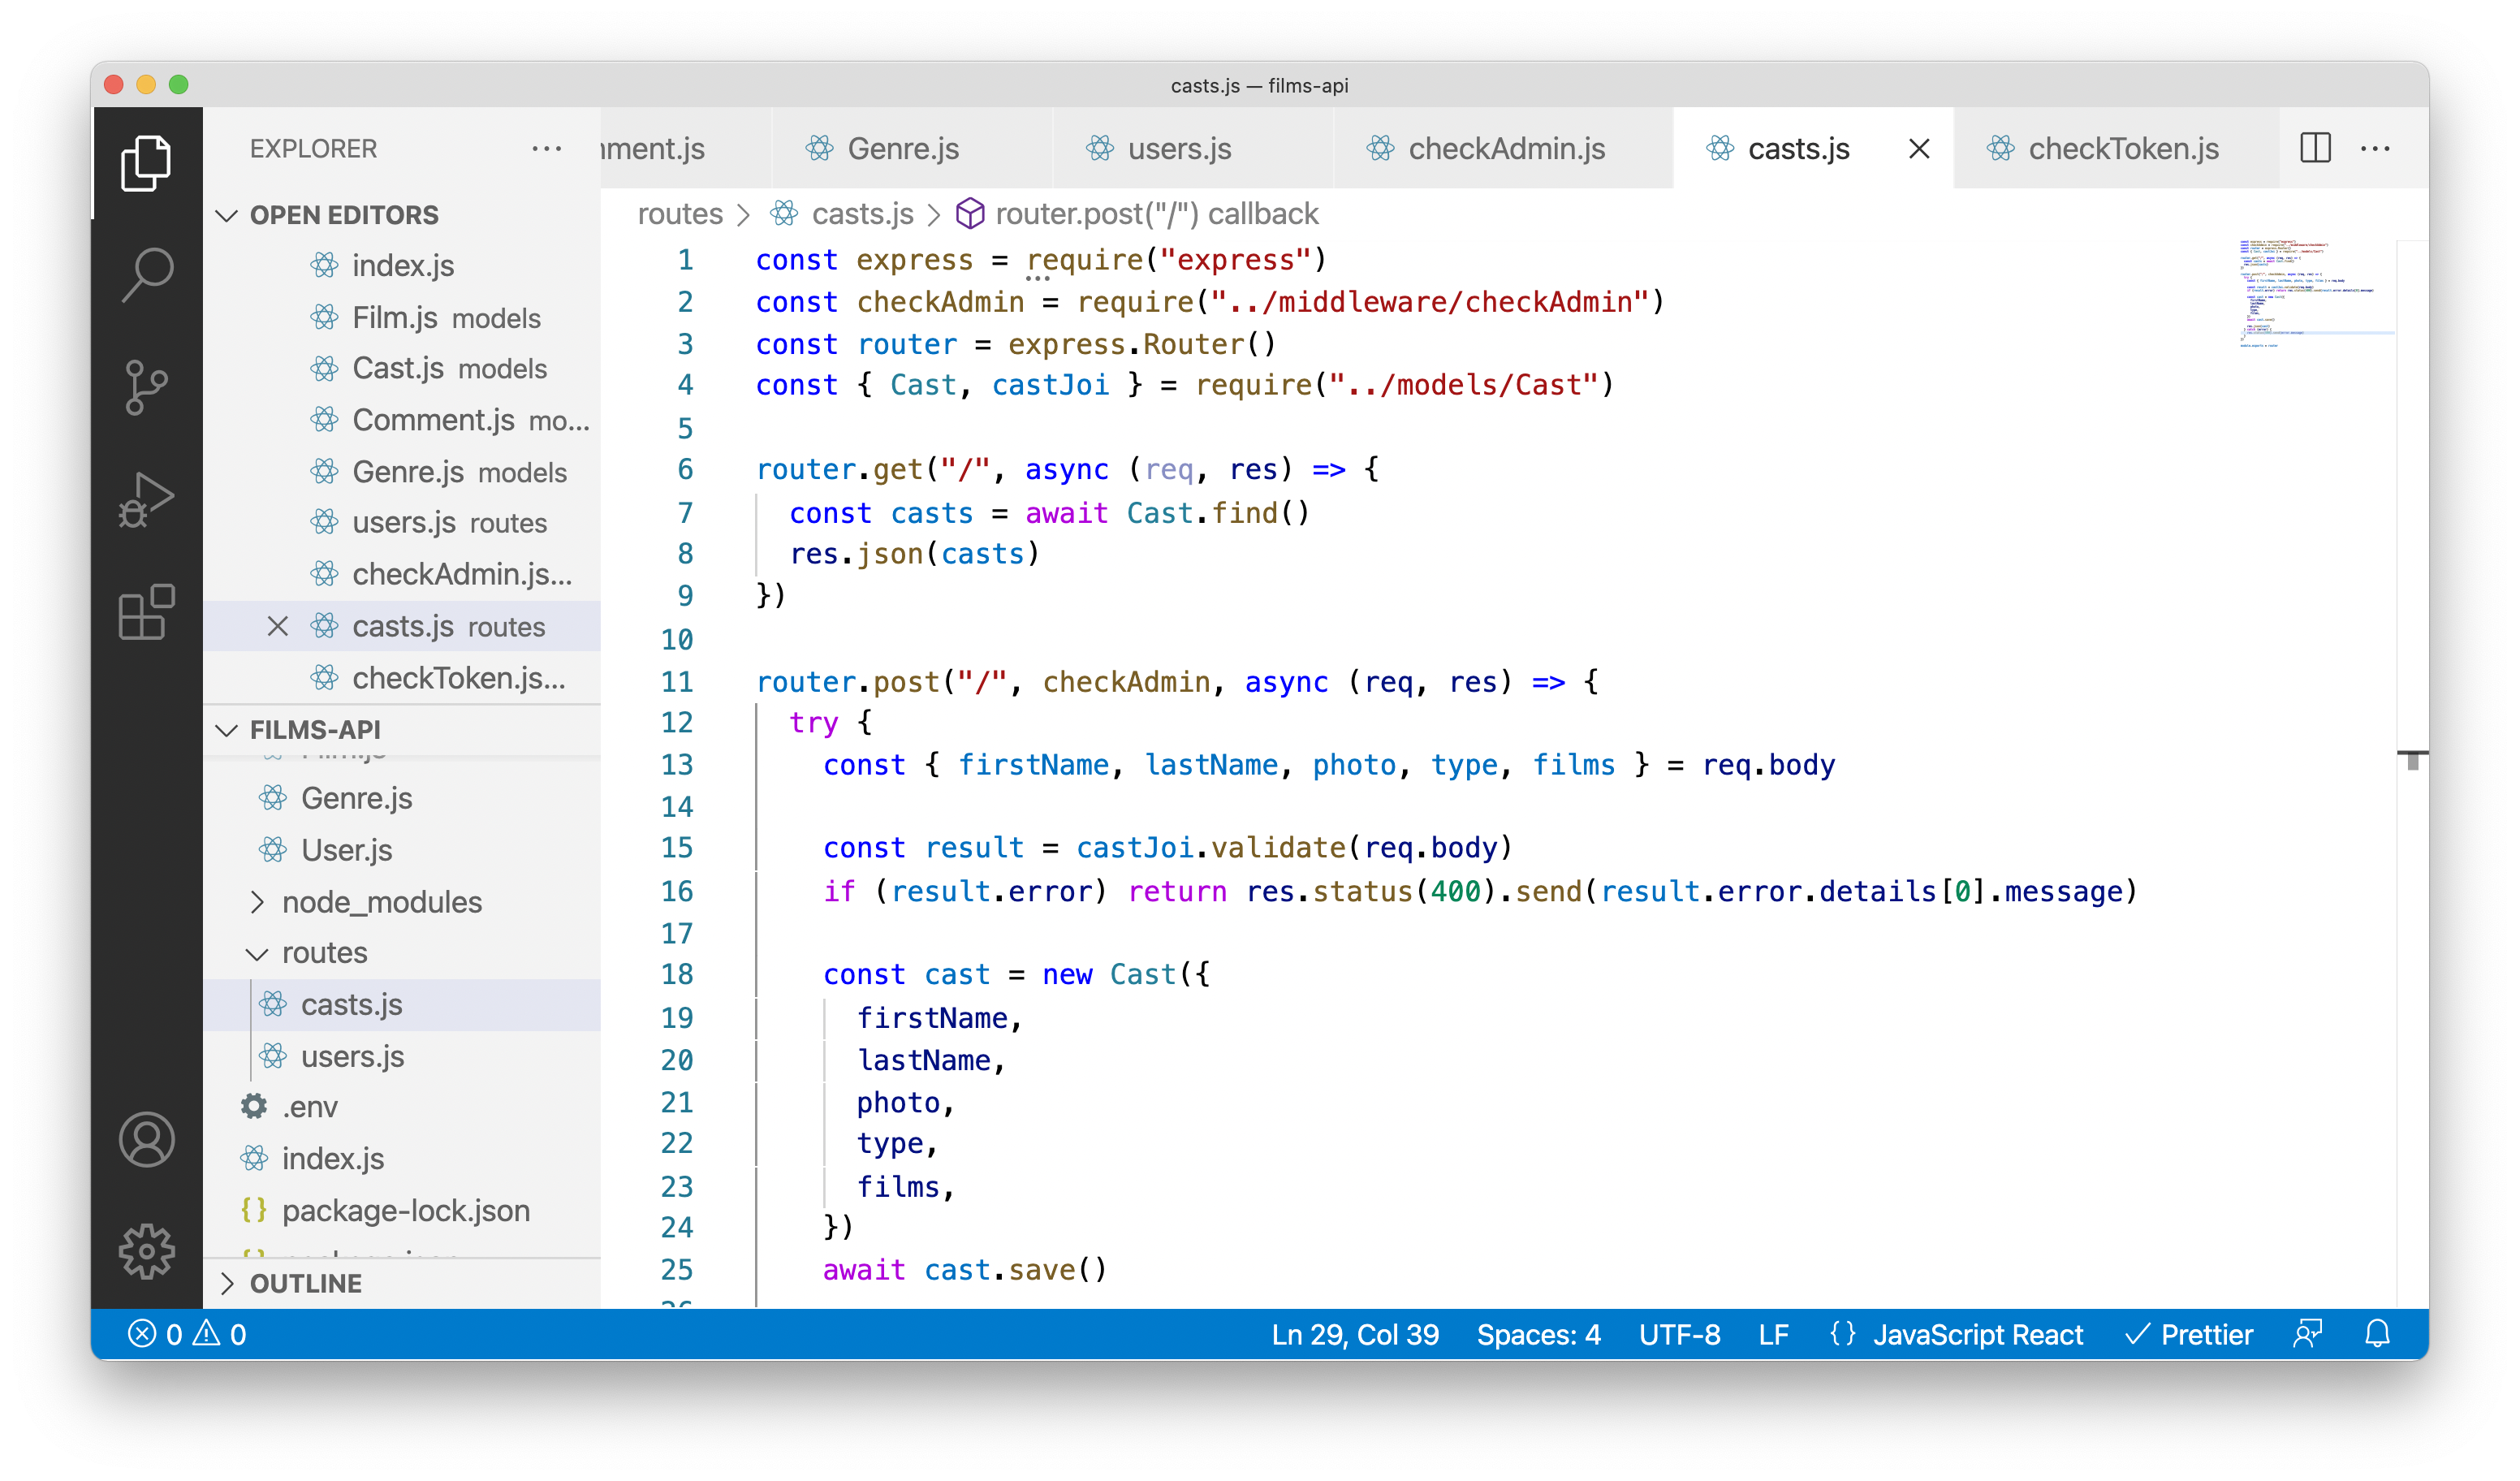 casts.js — films-api
EXPLORER
OPEN EDITORS
index.js
Film.js models
Cast.js models
Comment.js mo...
Genre.js models
users.js routes
checkAdmin.js...
casts.js routes
checkToken.js...
FILMS-API
Film.js
Genre.js
User.js
node_modules
routes
casts.js
users.js
.env
index.js
package-lock.json
OUTLINE
nment.js
Genre.js
users.js
checkAdmin.js
casts.js
checkToken.js
routes > casts.js > router.post("/") callback
1 const express = require("express")
2 const checkAdmin = require("../middleware/checkAdmin")
3 const router = express.Router()
4 const { Cast, castJoi } = require("../models/Cast")
5
6 router.get("/", async (req, res) => {
7 const casts = await Cast.find()
8 res.json(casts)
9 })
10
11 router.post("/", checkAdmin, async (req, res) => {
12 try {
13 const { firstName, lastName, photo, type, films } = req.body
14
15 const result = castJoi.validate(req.body)
16 if (result.error) return res.status(400).send(result.error.details[0].message)
17
18 const cast = new Cast({
19 firstName,
20 lastName,
21 photo,
22 type,
23 films,
24 })
25 await cast.save()
0 0
Ln 29, Col 39 Spaces: 4 UTF-8 LF {} JavaScript React Prettier